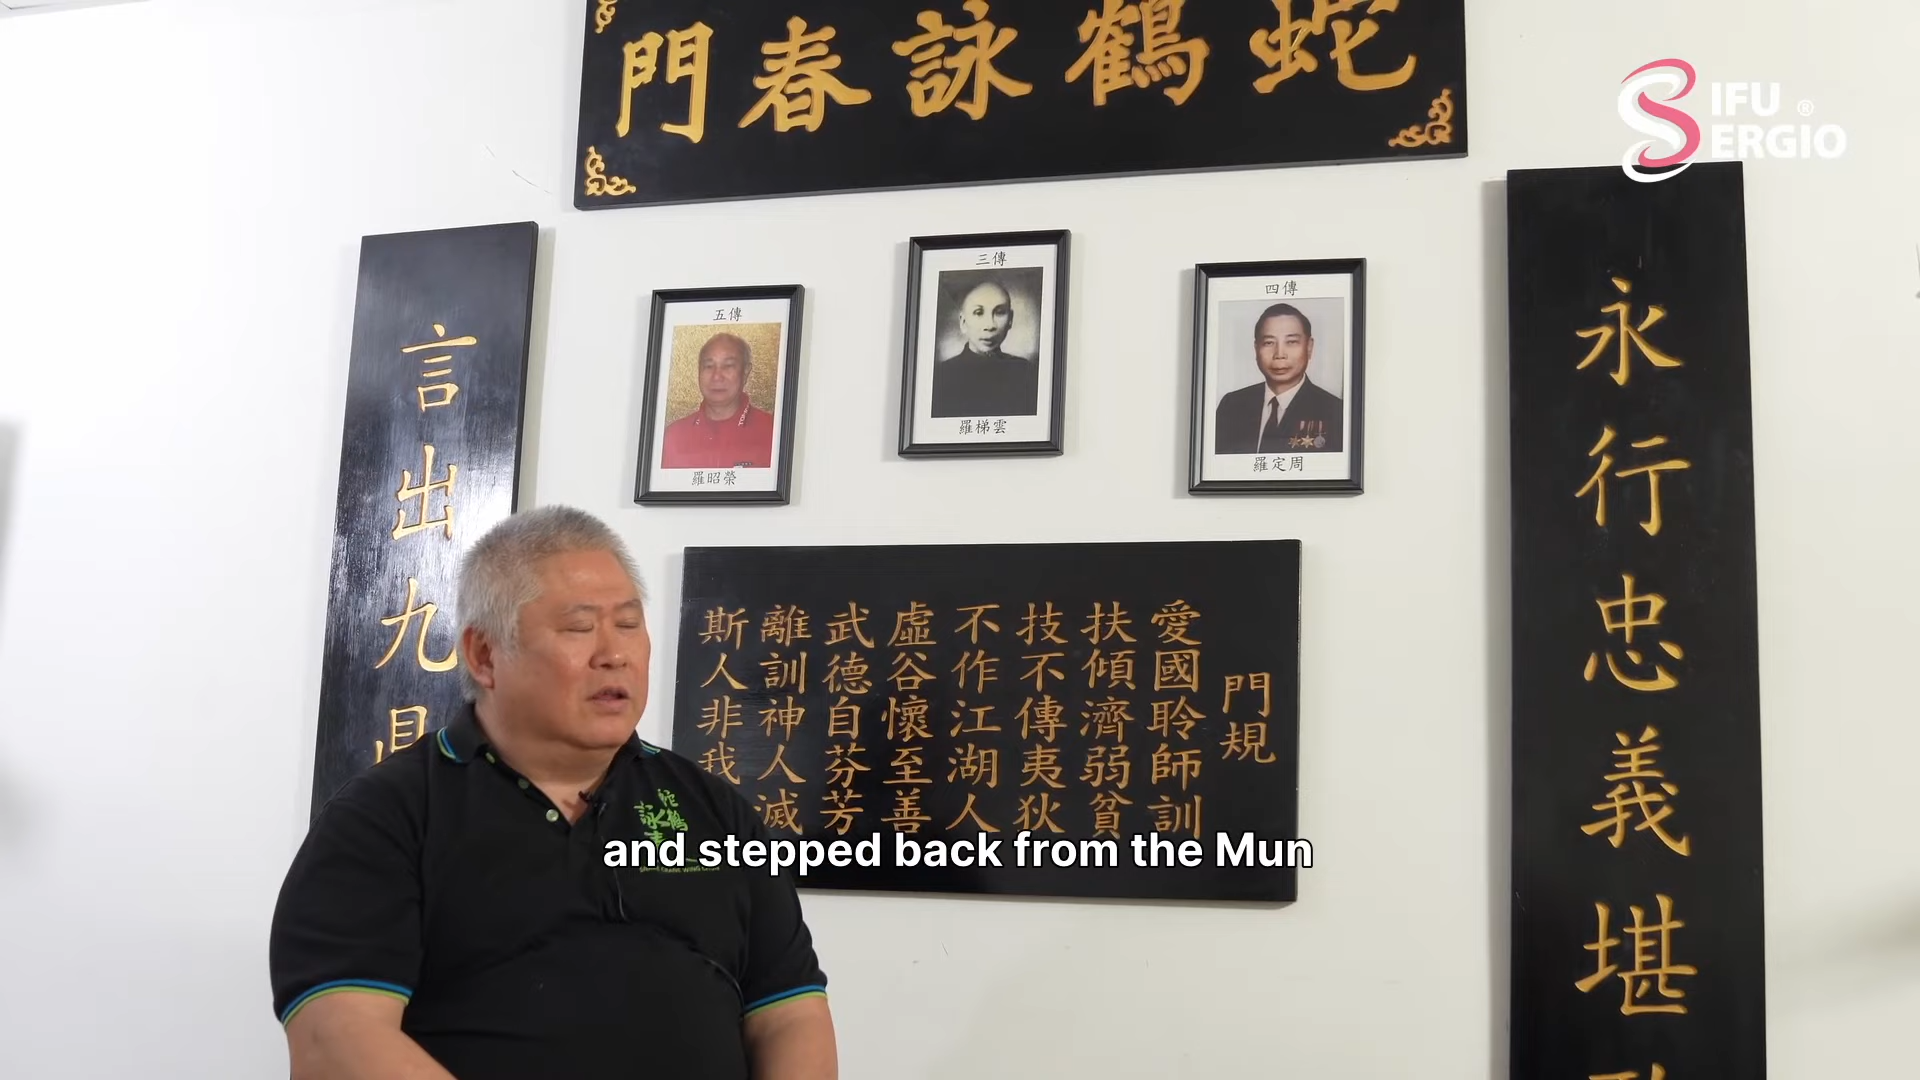 蛇鶴詠春門
SIFU ®
SERGIO
永行忠義堪
三傳
羅梯雲
四傳
羅定周
五傳
羅昭榮
門規
愛國聆師訓
扶傾濟弱貧
技不傳夷狄
不作江湖人
虛谷懷至善
武德自芬芳
離訓神人滅
斯人非我
言出九
and stepped back from the Mun